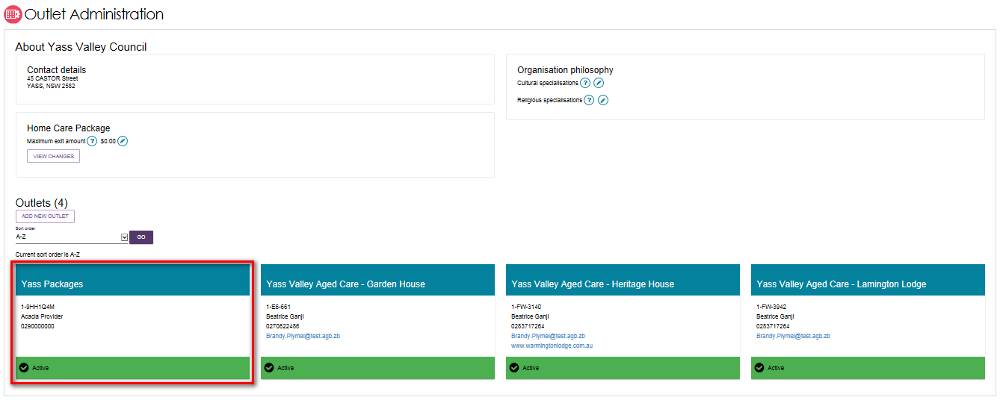 Outlet Administration
About Yass Valley Council
Contact details
45 CASTOR Street
YASS, NSW 2582
Organisation philosophy
Cultural specialisations ?
Religious specialisations ?
Home Care Package
Maximum exit amount ? $0.00
VIEW CHANGES
Outlets (4)
ADD NEW OUTLET
Sort order
A-Z
GO
Current sort order is A-Z
Yass Packages
1-9HH1Q4M
Acacia Provider
0290000000
Active
Yass Valley Aged Care - Garden House
1-E6-661
Beatrice Ganji
0270622486
Brandy.Plymel@test.agb.zb
Active
Yass Valley Aged Care - Heritage House
1-FW-3140
Beatrice Ganji
0283717264
Brandy.Plymel@test.agb.zb
www.warmingtonlodge.com.au
Active
Yass Valley Aged Care - Lamington Lodge
1-FW-3942
Beatrice Ganji
0283717264
Brandy.Plymel@test.agb.zb
Active